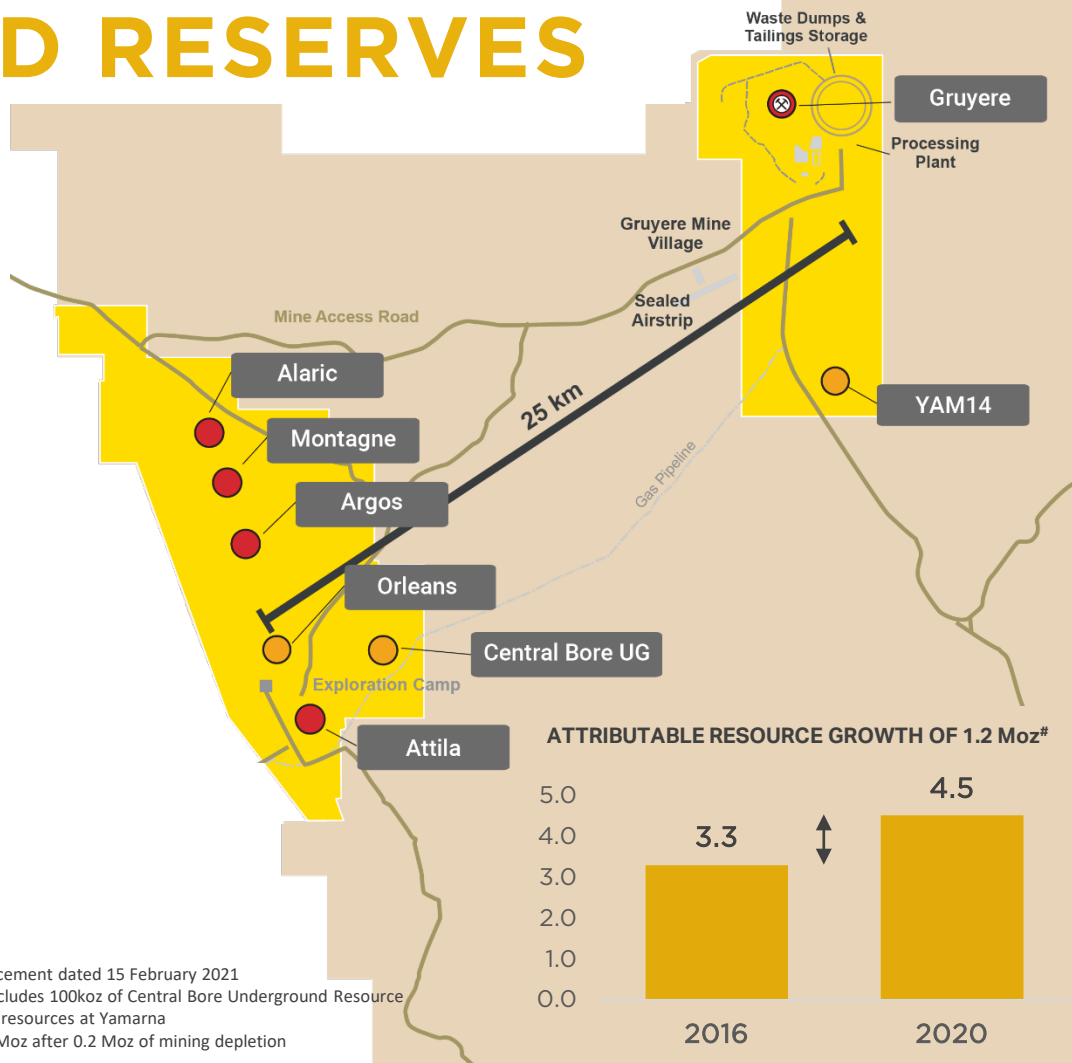 D RESERVES
Waste Dumps &
Tailings Storage
Gruyere
Processing
Plant
Gruyere Mine
Village
Sealed
Airstrip
Mine Access Road
Alaric
25 km
YAM14
Montagne
Gas Pipeline
Argos
Orleans
Central Bore UG
Exploration Camp
Attila
ATTRIBUTABLE RESOURCE GROWTH OF 1.2 Moz#
5.0
4.0
3.0
2.0
1.0
0.0
3.3
4.5
2016
2020
cement dated 15 February 2021
cludes 100koz of Central Bore Underground Resource
resources at Yamarna
Moz after 0.2 Moz of mining depletion